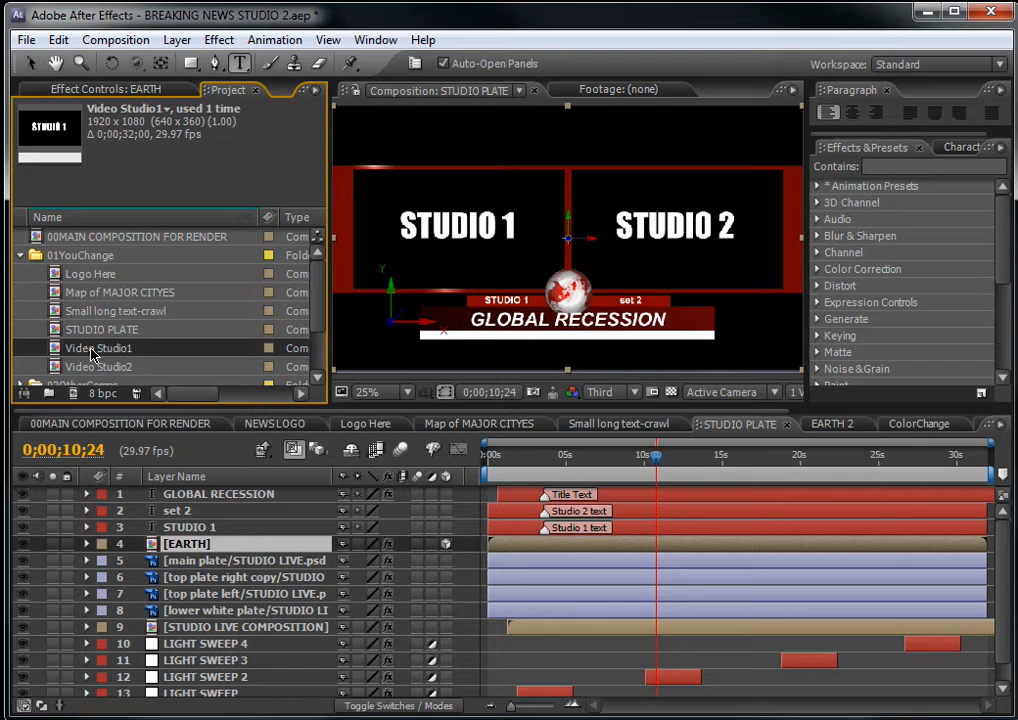 Adobe After Effects - BREAKING NEWS STUDIO 2.aep *
File Edit Composition Layer Effect Animation View Window Help
Auto-Open Panels
Workspace: Standard
Effect Controls: EARTH
Project
Video Studio1, used 1 time
1920 x 1080 (640 x 360) (1.00)
Δ 0;00;32;00, 29.97 fps
STUDIO 1
Name Type
00MAIN COMPOSITION FOR RENDER Com
01YouChange Folde
Logo Here Com
Map of MAJOR CITYES Com
Small long text-crawl Com
STUDIO PLATE Com
Video Studio1 Com
Video Studio2 Com
8 bpc
Composition: STUDIO PLATE
Footage: (none)
STUDIO 1 STUDIO 2
STUDIO 1 set 2
GLOBAL RECESSION
Y
Z
X
25% 0;00;10;24 Third Active Camera 1 V
Paragraph
Effects & Presets Charact
Contains:
* Animation Presets
3D Channel
Audio
Blur & Sharpen
Channel
Color Correction
Distort
Expression Controls
Generate
Keying
Matte
Noise & Grain
00MAIN COMPOSITION FOR RENDER NEWS LOGO Logo Here Map of MAJOR CITYES Small long text-crawl STUDIO PLATE EARTH 2 ColorChange
0;00;10;24 (29.97 fps)
:00s 05s 10s 15s 20s 25s 30s
# Layer Name
1 T GLOBAL RECESSION Title Text
2 T set 2 Studio 2 text
3 T STUDIO 1 Studio 1 text
4 [EARTH]
5 [main plate/STUDIO LIVE.psd
6 [top plate right copy/STUDIO
7 [top plate left/STUDIO LIVE.p
8 [lower white plate/STUDIO LI
9 [STUDIO LIVE COMPOSITION]
10 LIGHT SWEEP 4
11 LIGHT SWEEP 3
12 LIGHT SWEEP 2
13 LIGHT SWEEP
Toggle Switches / Modes